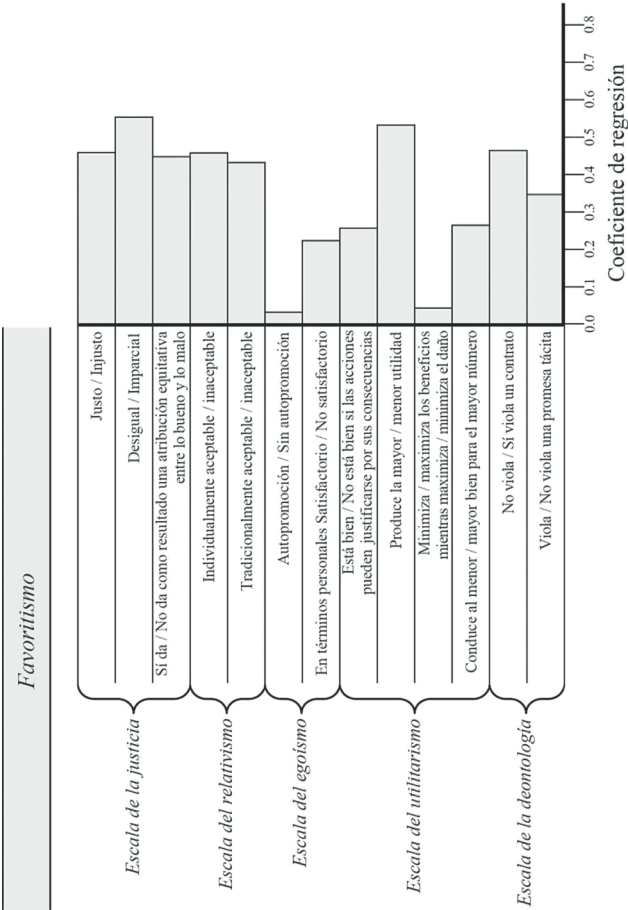 Favoritismo
Escala de la justicia
Justo / Injusto
Desigual / Imparcial
Sí da / No da como resultado una atribución equitativa
entre lo bueno y lo malo
Escala del relativismo
Individualmente aceptable / inaceptable
Tradicionalmente aceptable / inaceptable
Escala del egoísmo
Autopromoción / Sin autopromoción
En términos personales Satisfactorio / No satisfactorio
Escala del utilitarismo
Está bien / No está bien si las acciones
pueden justificarse por sus consecuencias
Produce la mayor / menor utilidad
Minimiza / maximiza los beneficios
mientras maximiza / minimiza el daño
Conduce al menor / mayor bien para el mayor número
Escala de la deontología
No viola / Sí viola un contrato
Viola / No viola una promesa tácita
0.0
0.1
0.2
0.3
0.4
0.5
0.6
0.7
0.8
Coeficiente de regresión